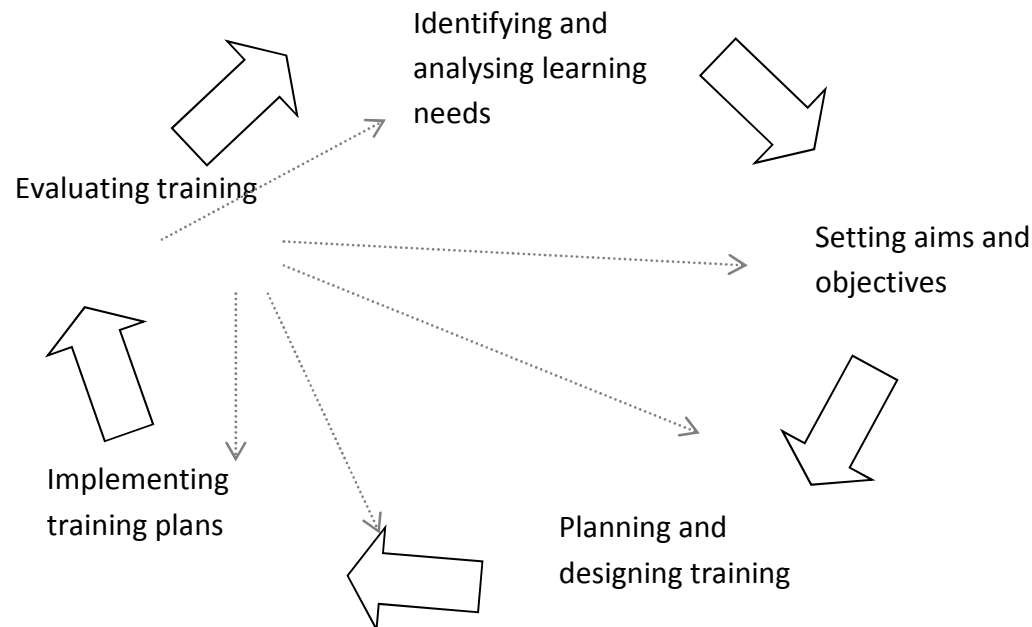 Identifying and
analysing learning
needs
Evaluating training
Setting aims and
objectives
Implementing
training plans
Planning and
designing training